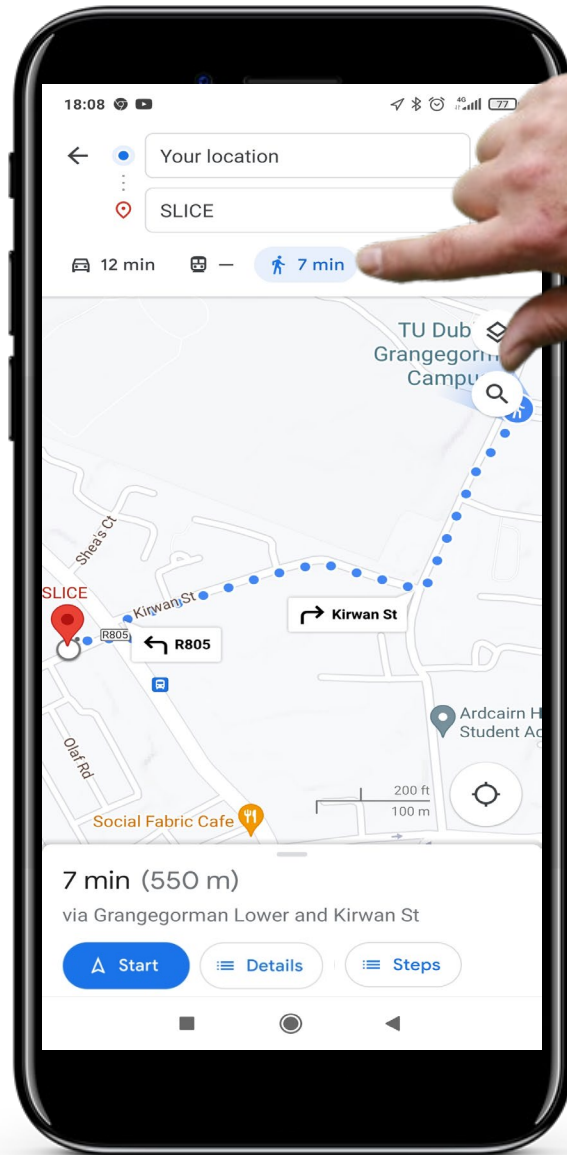 18:08
4G
77
Your location
SLICE
12 min
—
7 min
TU Dub
Grangegorm
Campu
Shea's Ct
SLICE
Kirwan St
R805
R805
Kirwan St
Olaf Rd
Ardcairn H
Student Ac
200 ft
100 m
Social Fabric Cafe
7 min (550 m)
via Grangegorman Lower and Kirwan St
Start
Details
Steps